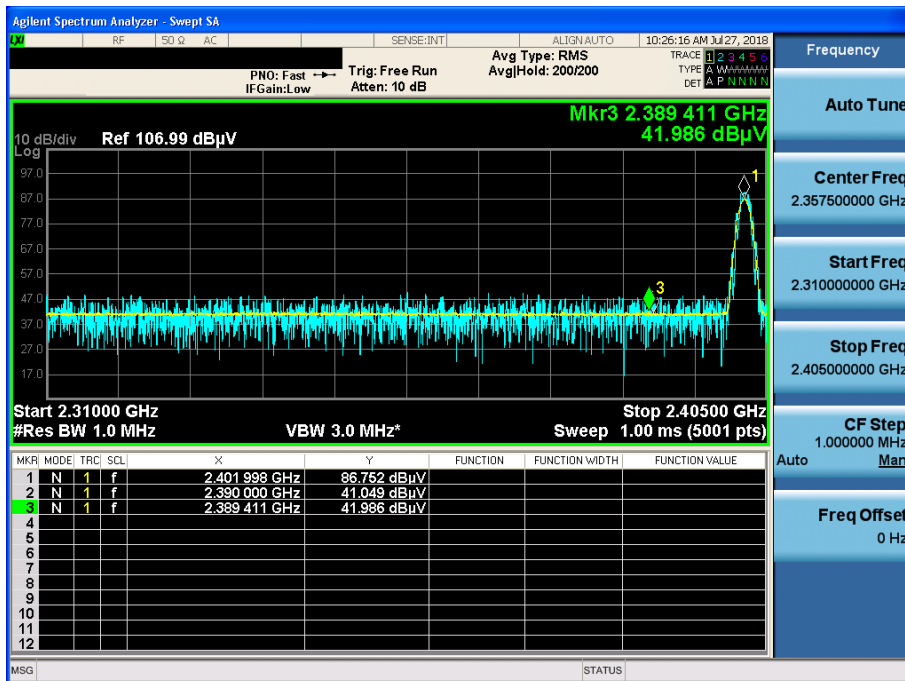 Agilent Spectrum Analyzer - Swept SA
LXI RF 50 Ω AC SENSE:INT ALIGN AUTO 10:26:16 AM Jul 27, 2018
Frequency
PNO: Fast Trig: Free Run Avg Type: RMS TRACE 1 2 3 4 5 6
IFGain:Low Atten: 10 dB Avg|Hold: 200/200 TYPE A WWWWW
DET A P N N N N
Auto Tune
Mkr3 2.389 411 GHz
41.986 dBµV
10 dB/div Ref 106.99 dBµV
Log
97.0
87.0
77.0
67.0
57.0
47.0
37.0
27.0
17.0
1
3
Center Freq
2.357500000 GHz
Start Freq
2.310000000 GHz
Stop Freq
2.405000000 GHz
CF Step
1.000000 MHz
Auto Man
Freq Offset
0 Hz
Start 2.31000 GHz Stop 2.40500 GHz
#Res BW 1.0 MHz VBW 3.0 MHz* Sweep 1.00 ms (5001 pts)
MKR MODE TRC SCL X Y FUNCTION FUNCTION WIDTH FUNCTION VALUE
1 N 1 f 2.401 998 GHz 86.752 dBµV
2 N 1 f 2.390 000 GHz 41.049 dBµV
3 N 1 f 2.389 411 GHz 41.986 dBµV
4
5
6
7
8
9
10
11
12
MSG STATUS